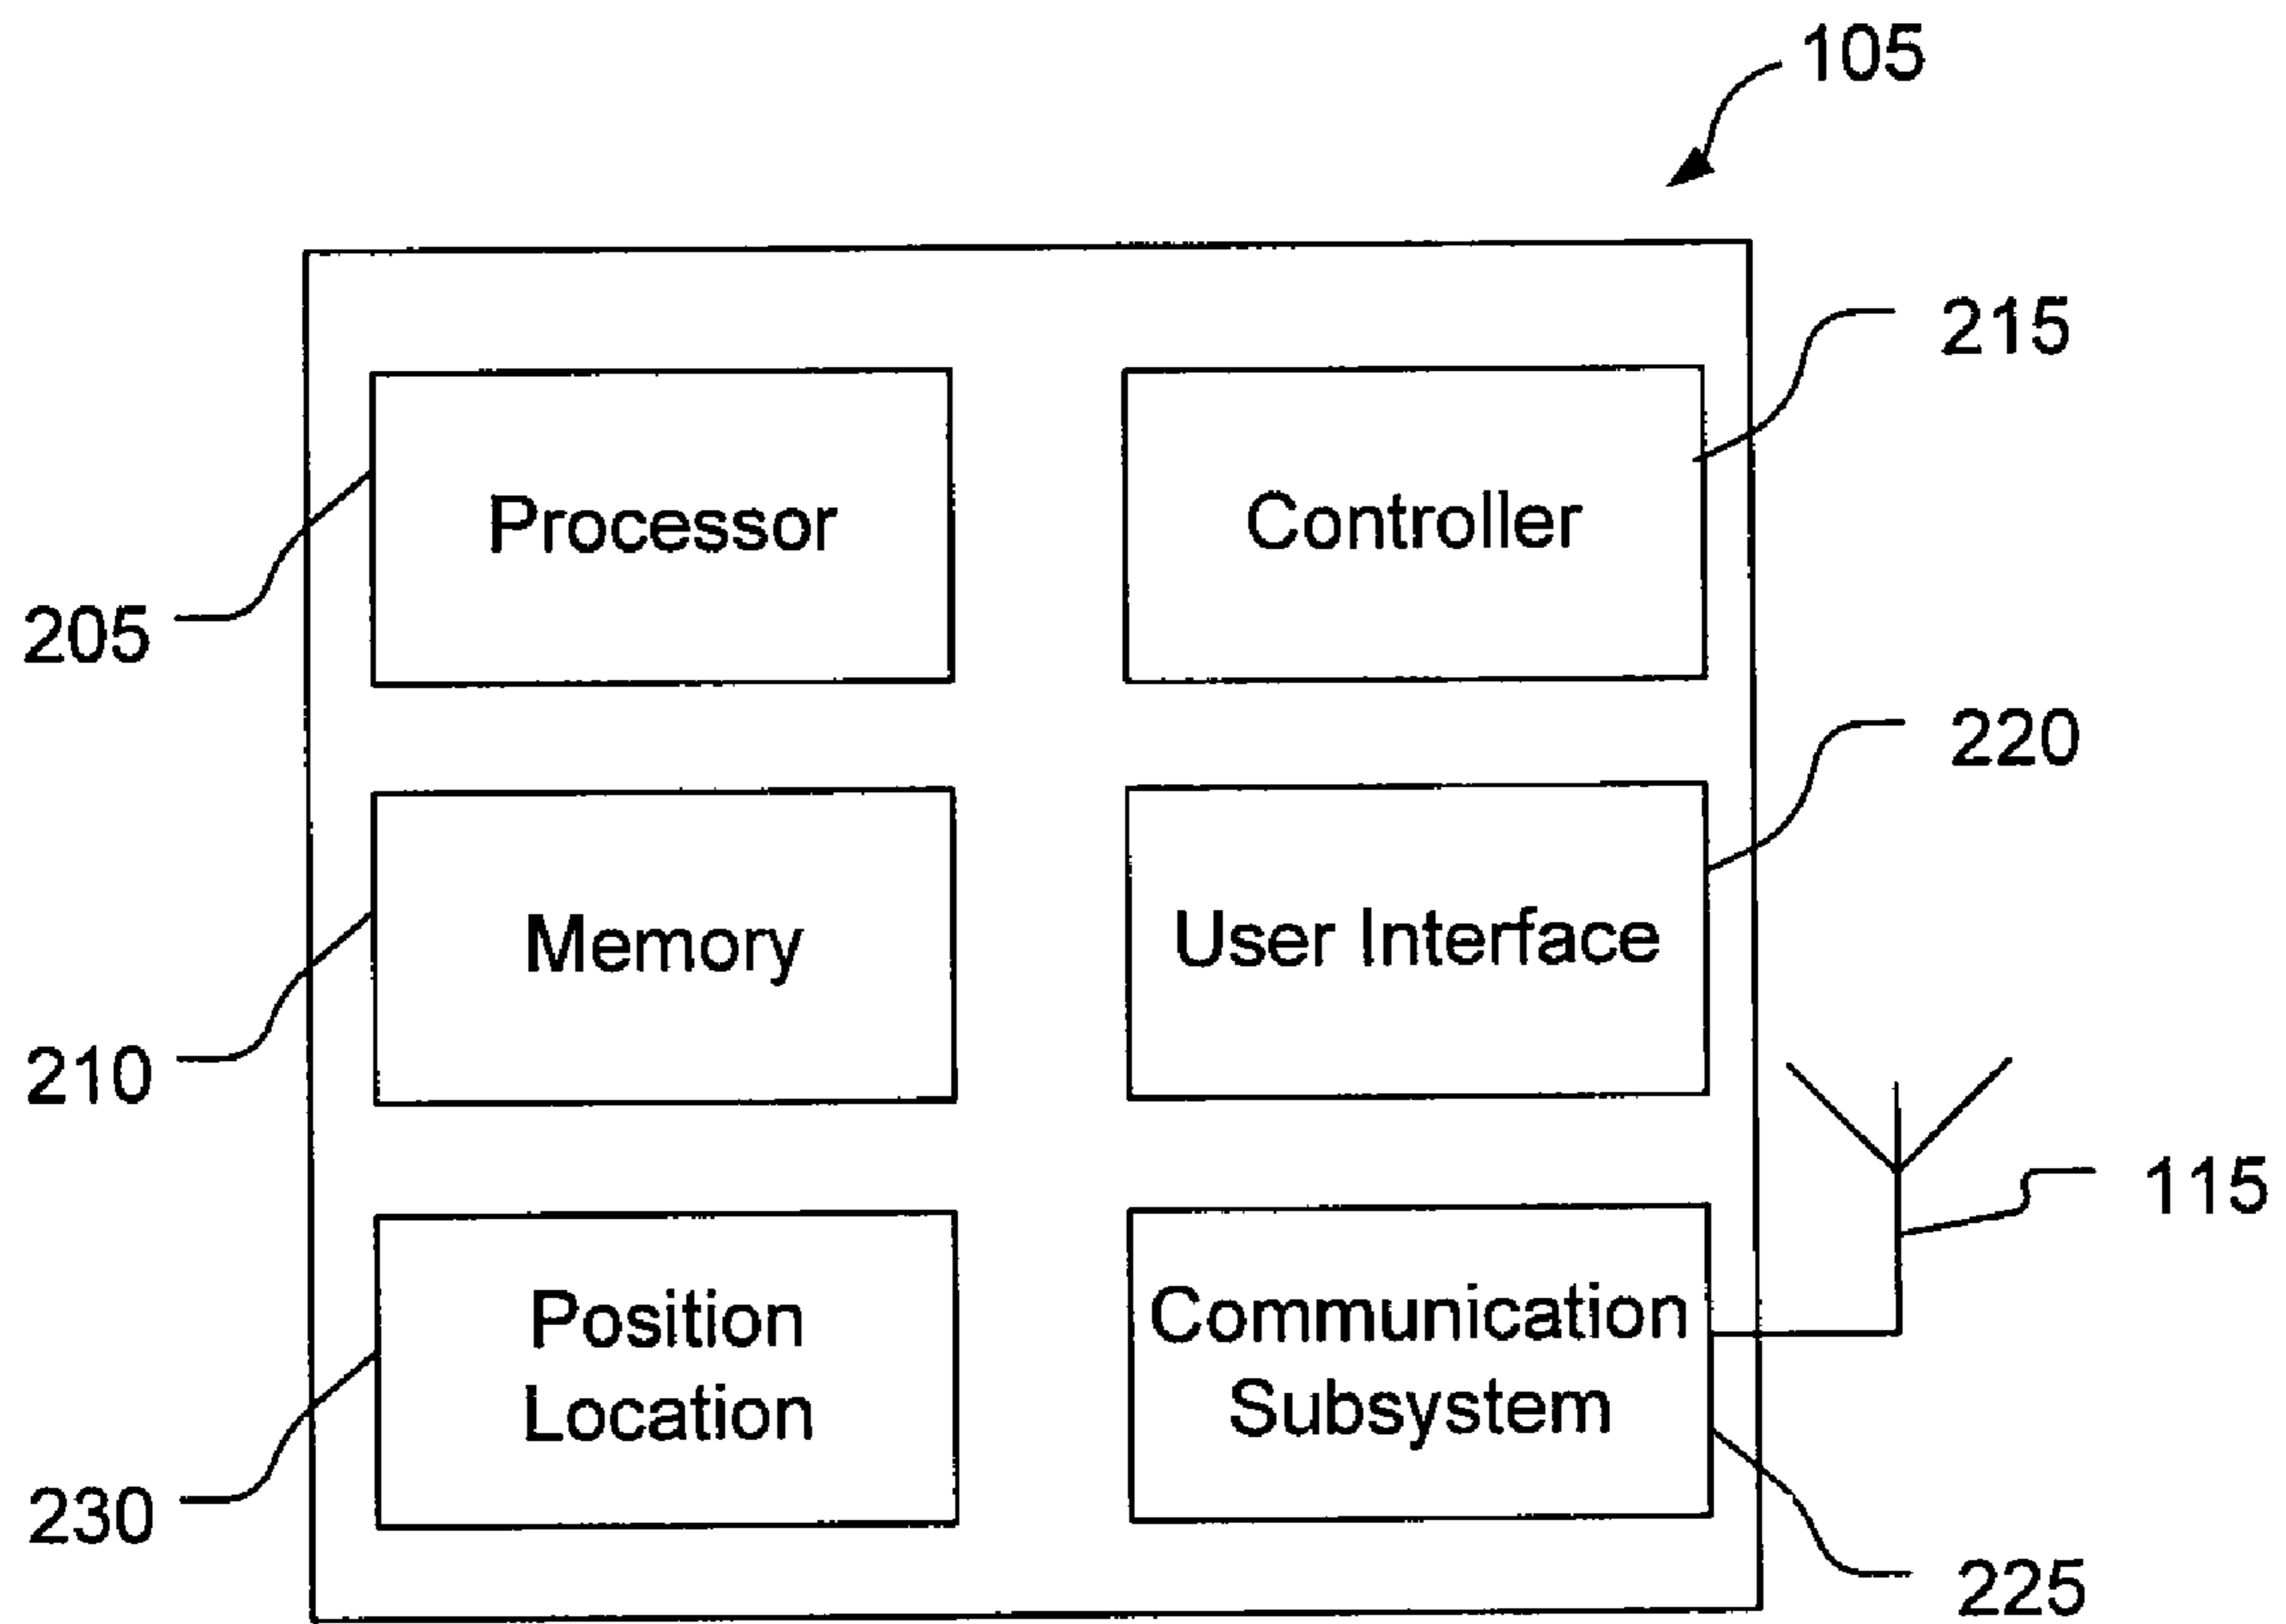 105
215
Processor
Controller
205
220
Memory
User Interface
210
115
Position
Location
Communication
Subsystem
230
225